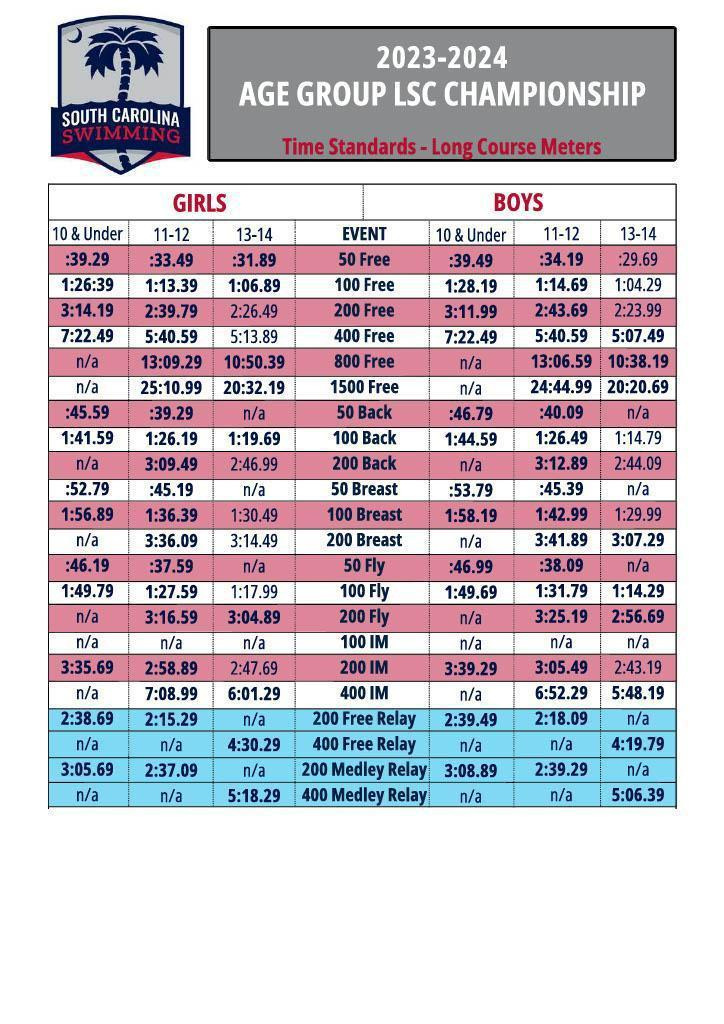 SOUTH CAROLINA
SWIMMING
2023-2024
AGE GROUP LSC CHAMPIONSHIP
Time Standards - Long Course Meters
GIRLS BOYS
10 & Under 11-12 13-14 EVENT 10 & Under 11-12 13-14
:39.29 :33.49 :31.89 50 Free :39.49 :34.19 :29.69
1:26:39 1:13.39 1:06.89 100 Free 1:28.19 1:14.69 1:04.29
3:14.19 2:39.79 2:26.49 200 Free 3:11.99 2:43.69 2:23.99
7:22.49 5:40.59 5:13.89 400 Free 7:22.49 5:40.59 5:07.49
n/a 13:09.29 10:50.39 800 Free n/a 13:06.59 10:38.19
n/a 25:10.99 20:32.19 1500 Free n/a 24:44.99 20:20.69
:45.59 :39.29 n/a 50 Back :46.79 :40.09 n/a
1:41.59 1:26.19 1:19.69 100 Back 1:44.59 1:26.49 1:14.79
n/a 3:09.49 2:46.99 200 Back n/a 3:12.89 2:44.09
:52.79 :45.19 n/a 50 Breast :53.79 :45.39 n/a
1:56.89 1:36.39 1:30.49 100 Breast 1:58.19 1:42.99 1:29.99
n/a 3:36.09 3:14.49 200 Breast n/a 3:41.89 3:07.29
:46.19 :37.59 n/a 50 Fly :46.99 :38.09 n/a
1:49.79 1:27.59 1:17.99 100 Fly 1:49.69 1:31.79 1:14.29
n/a 3:16.59 3:04.89 200 Fly n/a 3:25.19 2:56.69
n/a n/a n/a 100 IM n/a n/a n/a
3:35.69 2:58.89 2:47.69 200 IM 3:39.29 3:05.49 2:43.19
n/a 7:08.99 6:01.29 400 IM n/a 6:52.29 5:48.19
2:38.69 2:15.29 n/a 200 Free Relay 2:39.49 2:18.09 n/a
n/a n/a 4:30.29 400 Free Relay n/a n/a 4:19.79
3:05.69 2:37.09 n/a 200 Medley Relay 3:08.89 2:39.29 n/a
n/a n/a 5:18.29 400 Medley Relay n/a n/a 5:06.39